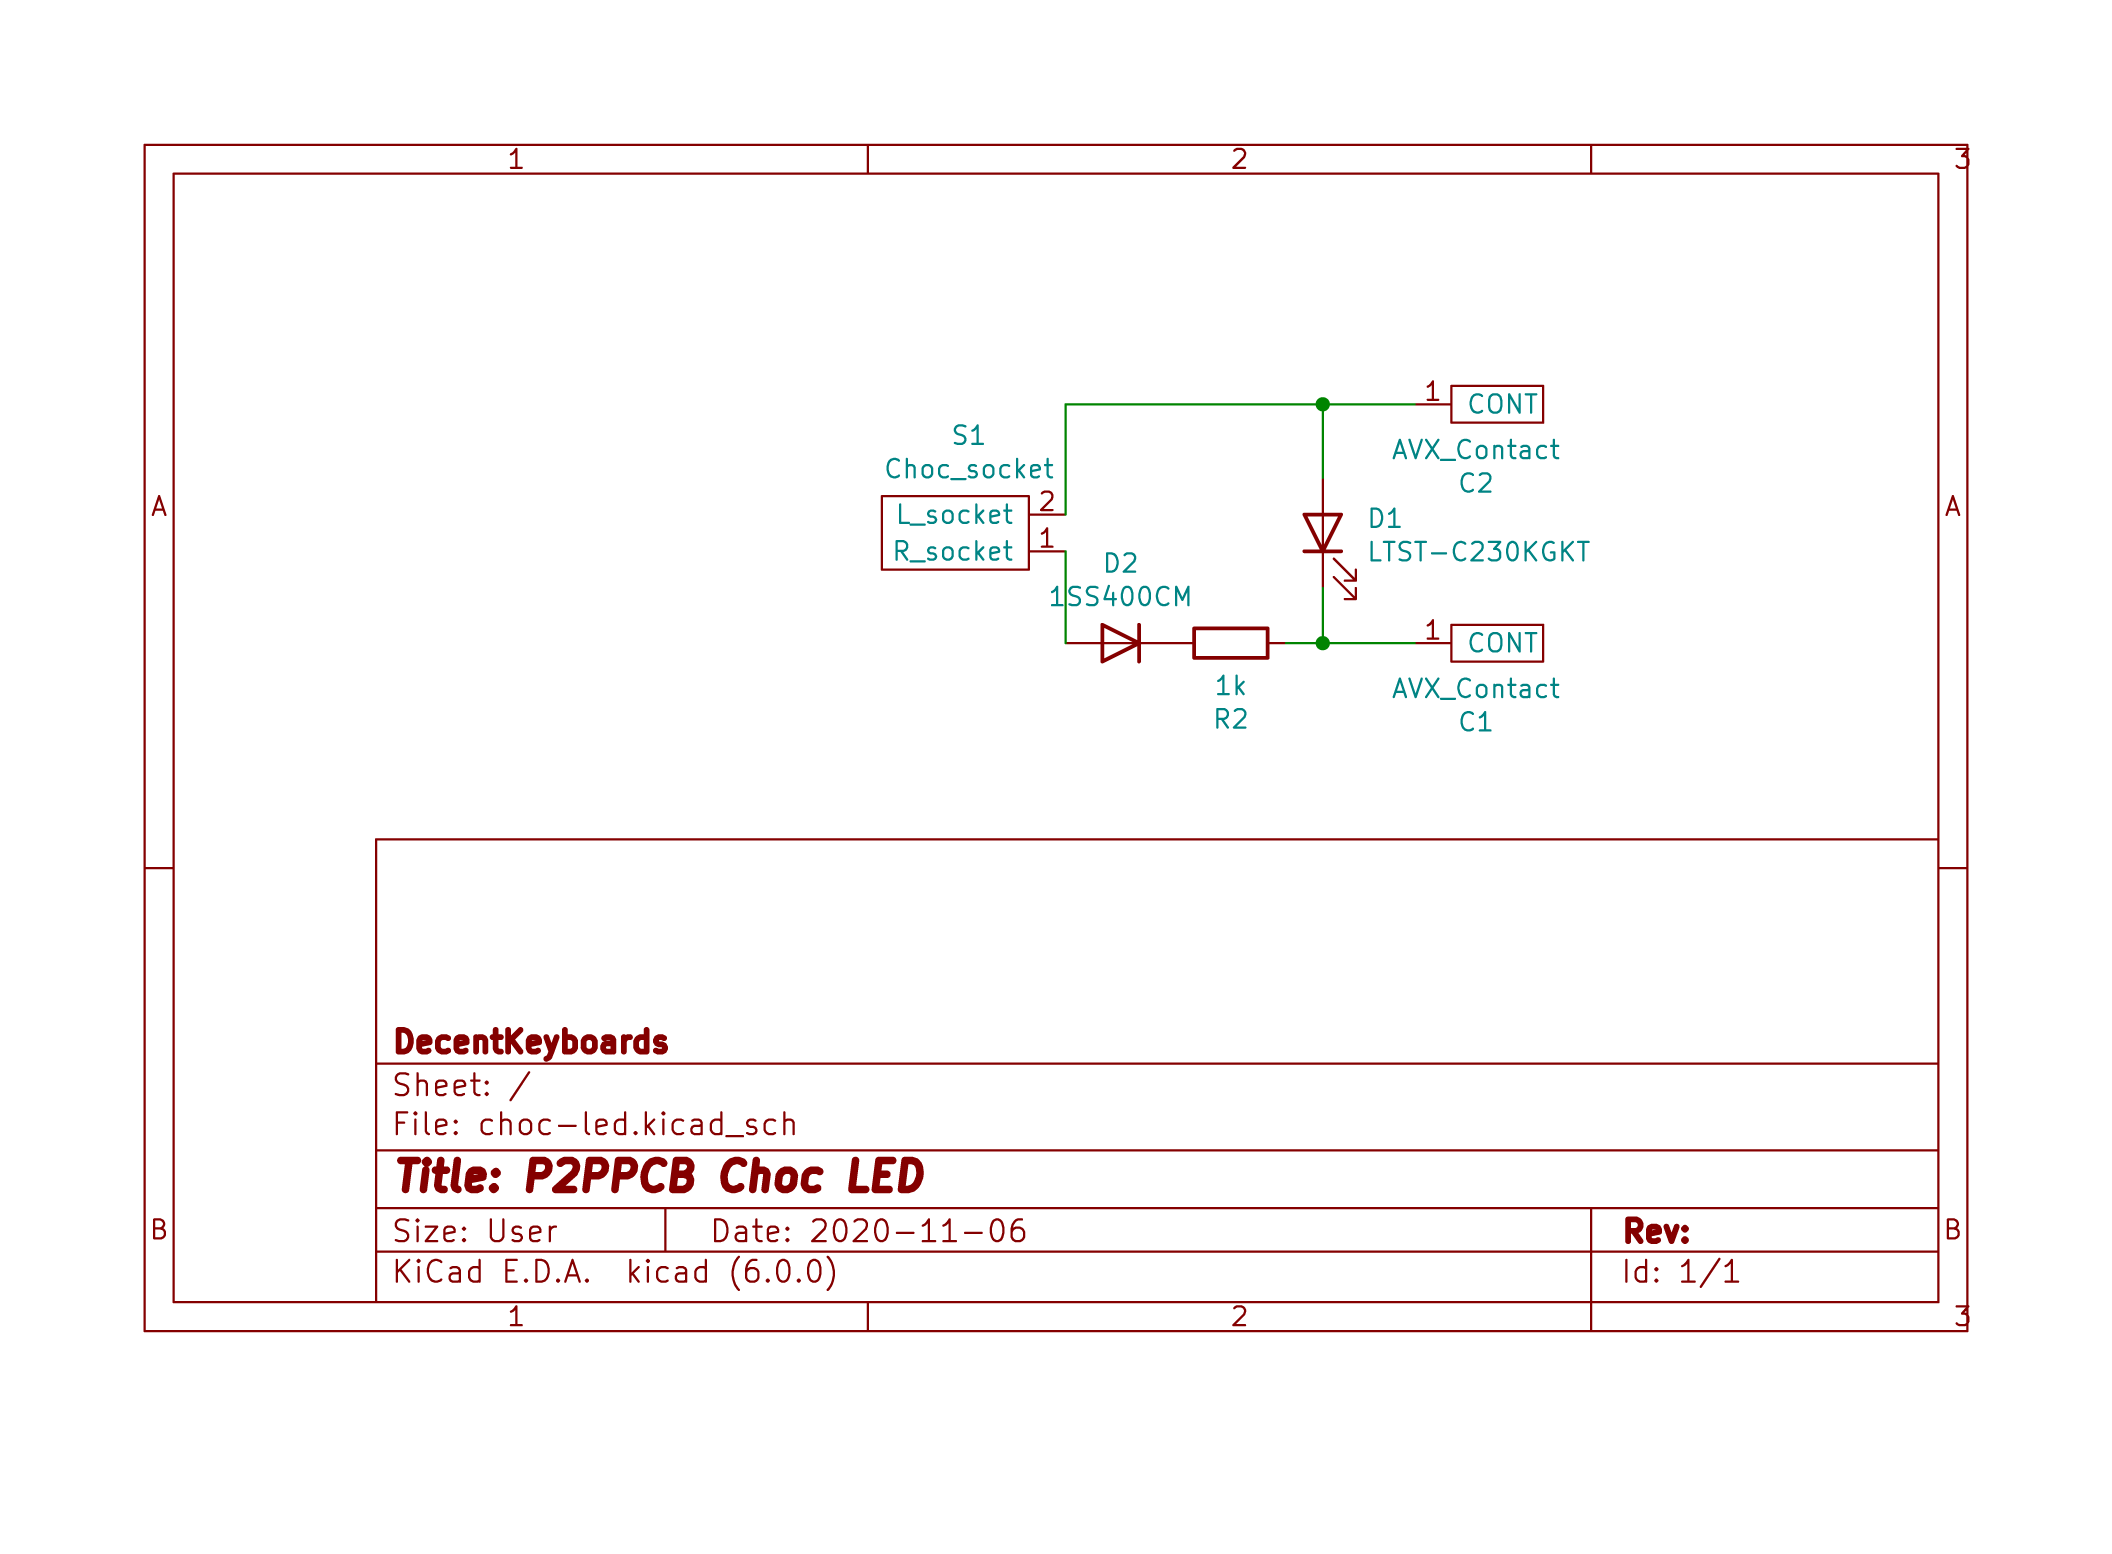 1 2 3
1 CONT
S1
AVX_Contact
Choc_socket
C2
L_socket 2
A A
D1
R_socket 1
LTST-C230KGKT
D2
1SS400CM
1 CONT
1k
AVX_Contact
R2
C1
DecentKeyboards
Sheet: /
File: choc-led.kicad_sch
Title: P2PPCB Choc LED
B Size: User Date: 2020-11-06 Rev: B
KiCad E.D.A. kicad (6.0.0) Id: 1/1
1 2 3